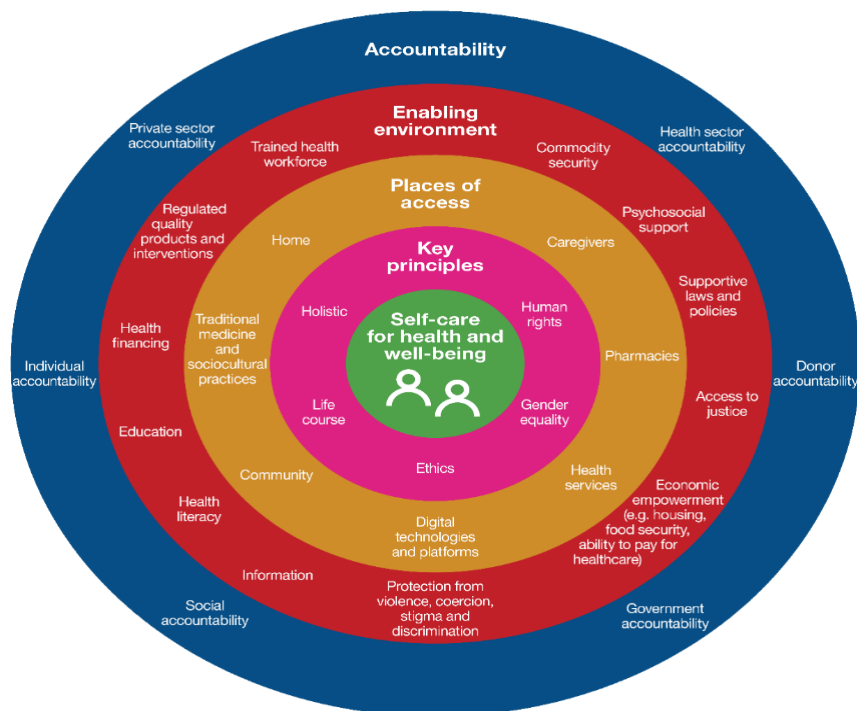 Accountability
Private sector
accountability
Health sector
accountability
Individual
accountability
Donor
accountability
Social
accountability
Government
accountability
Enabling
environment
Trained health
workforce
Commodity
security
Regulated
quality
products and
interventions
Psychosocial
support
Health
financing
Supportive
laws and
policies
Education
Access to
justice
Health
literacy
Economic
empowerment
(e.g. housing,
food security,
ability to pay for
healthcare)
Information
Protection from
violence, coercion,
stigma and
discrimination
Places of
access
Home
Caregivers
Traditional
medicine
and
sociocultural
practices
Pharmacies
Community
Health
services
Digital
technologies
and platforms
Key
principles
Holistic
Human
rights
Life
course
Gender
equality
Ethics
Self-care
for health and
well-being